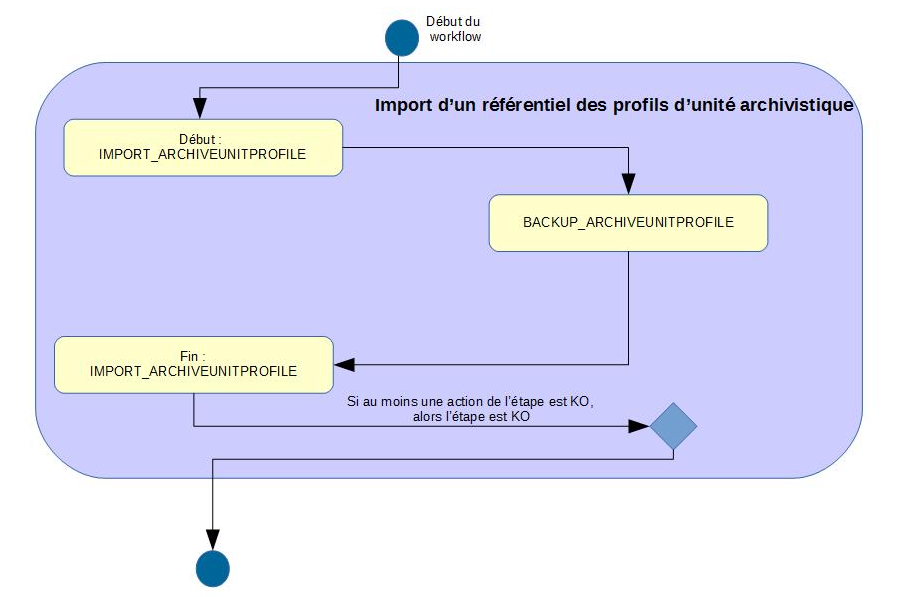 Début du
workflow
Import d’un référentiel des profils d’unité archivistique
Début :
IMPORT_ARCHIVEUNITPROFILE
BACKUP_ARCHIVEUNITPROFILE
Fin :
IMPORT_ARCHIVEUNITPROFILE
Si au moins une action de l’étape est KO,
alors l’étape est KO